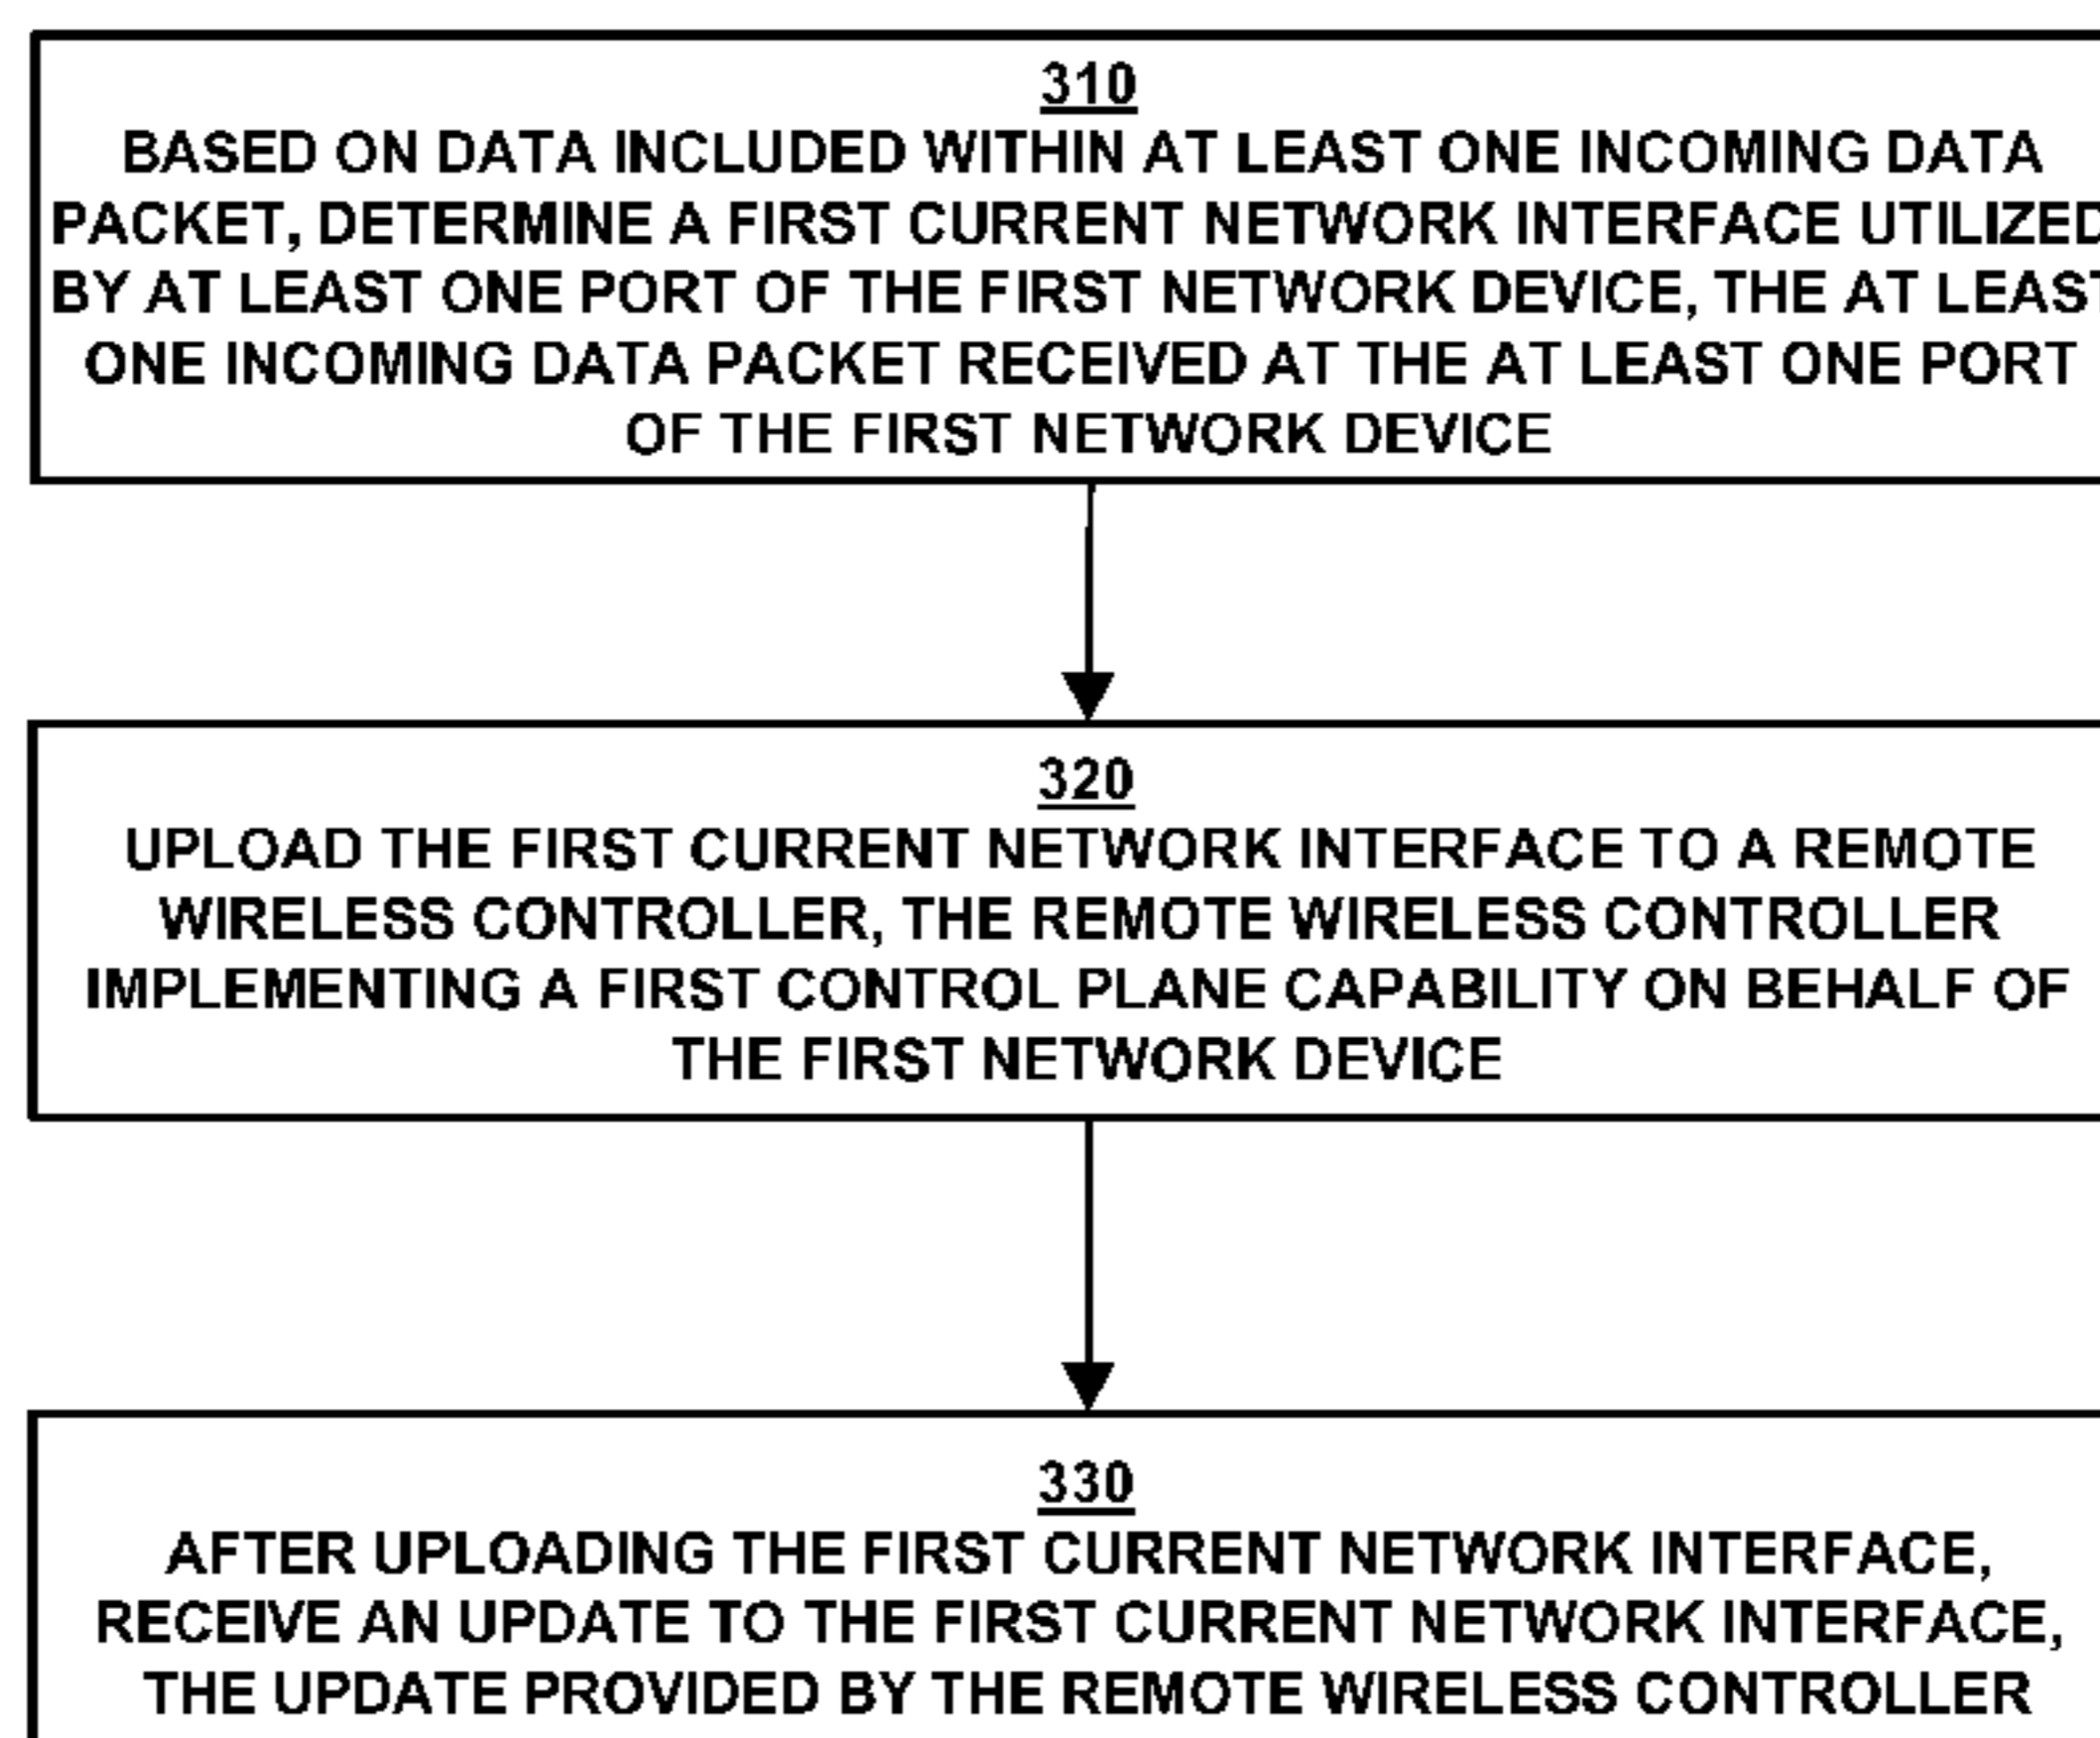 310
BASED ON DATA INCLUDED WITHIN AT LEAST ONE INCOMING DATA
PACKET, DETERMINE A FIRST CURRENT NETWORK INTERFACE UTILIZED
BY AT LEAST ONE PORT OF THE FIRST NETWORK DEVICE, THE AT LEAST
ONE INCOMING DATA PACKET RECEIVED AT THE AT LEAST ONE PORT
OF THE FIRST NETWORK DEVICE
320
UPLOAD THE FIRST CURRENT NETWORK INTERFACE TO A REMOTE
WIRELESS CONTROLLER, THE REMOTE WIRELESS CONTROLLER
IMPLEMENTING A FIRST CONTROL PLANE CAPABILITY ON BEHALF OF
THE FIRST NETWORK DEVICE
330
AFTER UPLOADING THE FIRST CURRENT NETWORK INTERFACE,
RECEIVE AN UPDATE TO THE FIRST CURRENT NETWORK INTERFACE,
THE UPDATE PROVIDED BY THE REMOTE WIRELESS CONTROLLER